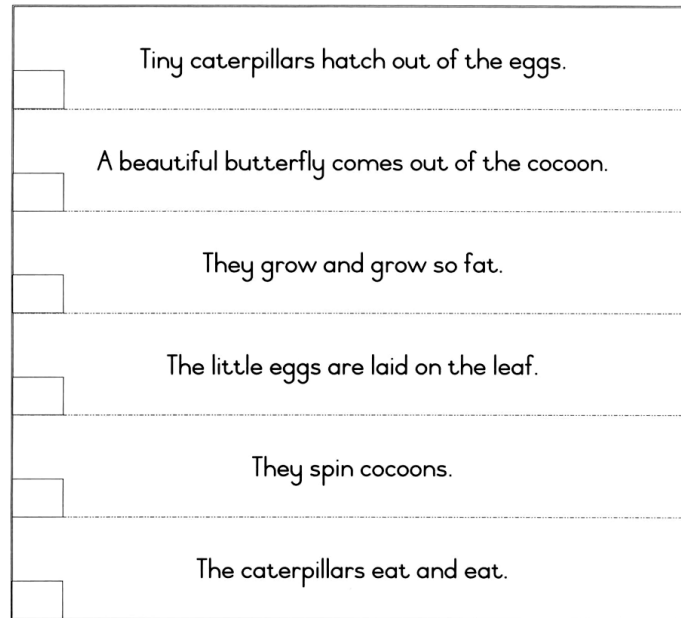 Tiny caterpillars hatch out of the eggs.
A beautiful butterfly comes out of the cocoon.
They grow and grow so fat.
The little eggs are laid on the leaf.
They spin cocoons.
The caterpillars eat and eat.